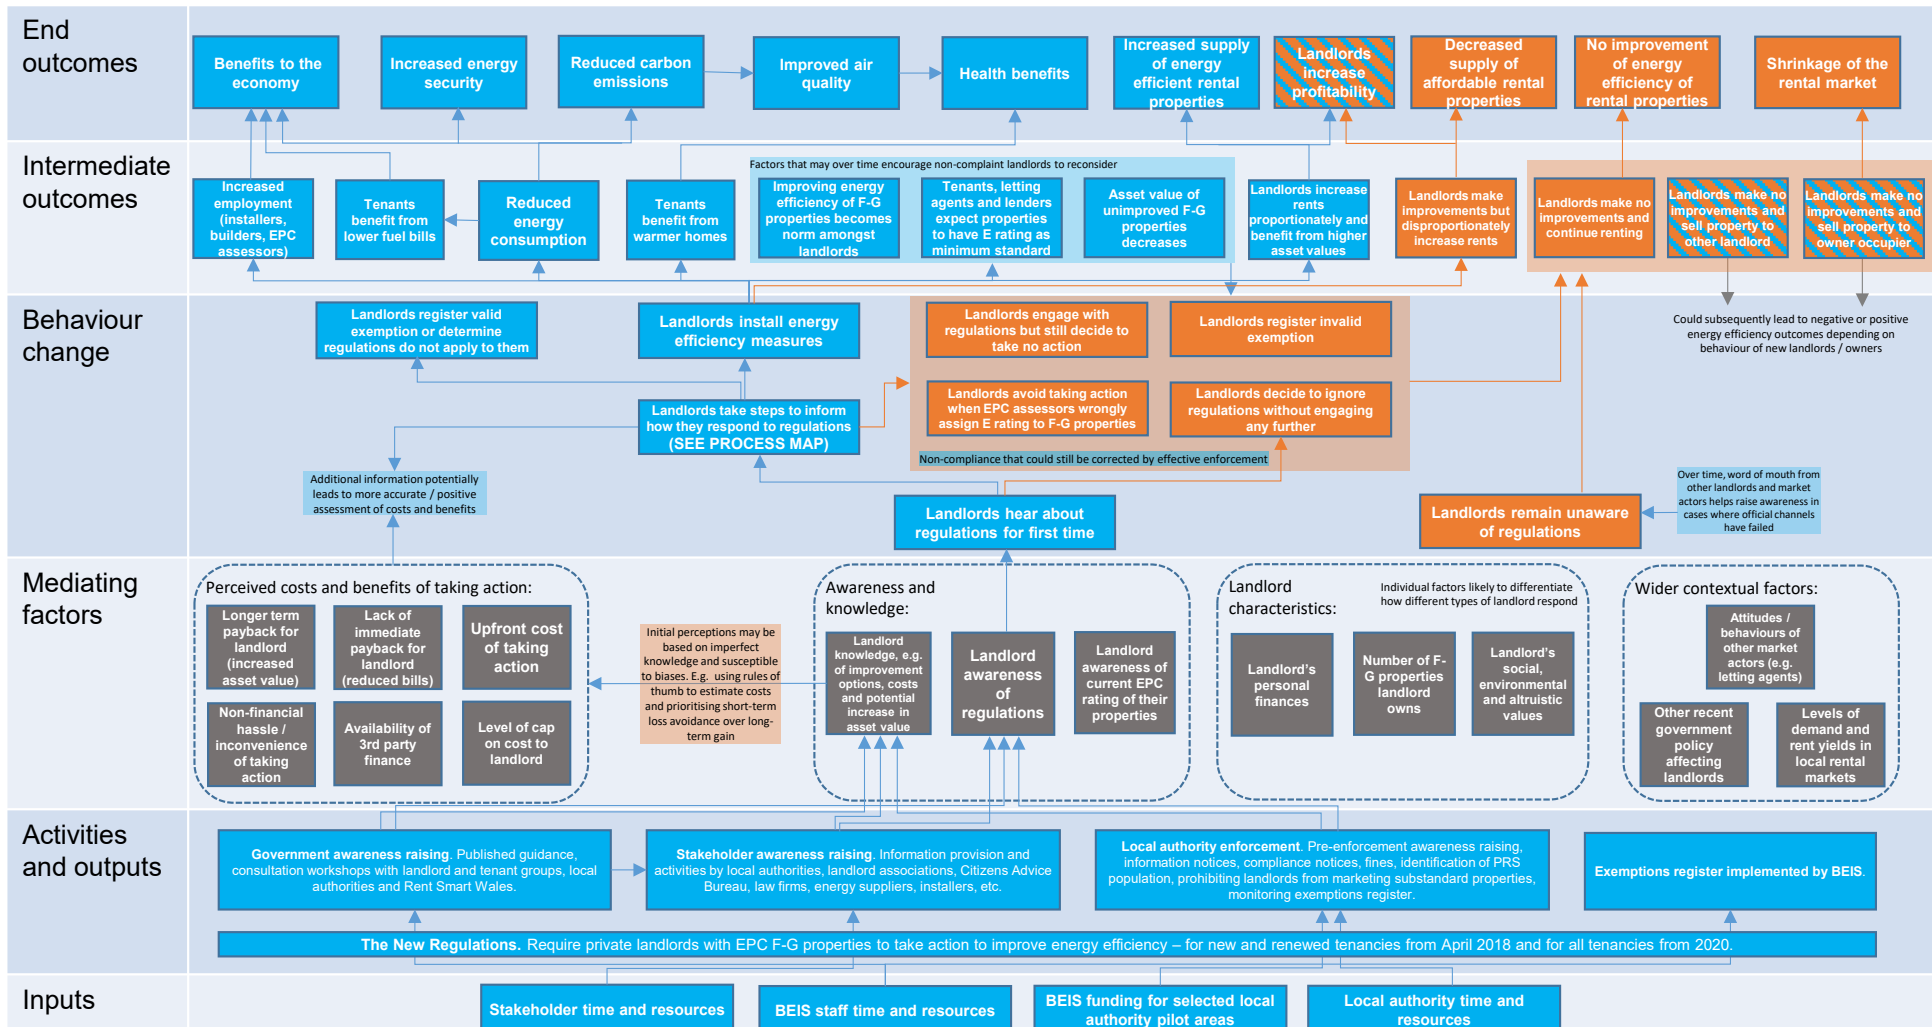 End
outcomes
Benefits to the
economy
Increased energy
security
Reduced carbon
emissions
Improved air
quality
Health benefits
Increased supply
of energy
efficient rental
properties
Landlords
increase
profitability
Decreased
supply of
affordable rental
properties
No improvement
of energy
efficiency of
rental properties
Shrinkage of the
rental market
Intermediate
outcomes
Increased
employment
(installers,
builders, EPC
assessors)
Tenants
benefit from
lower fuel bills
Reduced
energy
consumption
Tenants
benefit from
warmer homes
Factors that may over time encourage non-complaint landlords to reconsider
Improving energy
efficiency of F-G
properties becomes
norm amongst
landlords
Tenants, letting
agents and lenders
expect properties
to have E rating as
minimum standard
Asset value of
unimproved F-G
properties
decreases
Landlords increase
rents
proportionately and
benefit from higher
asset values
Landlords make
improvements but
disproportionately
increase rents
Landlords make no
improvements and
continue renting
Landlords make no
improvements and
sell property to
other landlord
Landlords make no
improvements and
sell property to
owner occupier
Behaviour
change
Landlords register valid
exemption or determine
regulations do not apply to them
Landlords install energy
efficiency measures
Landlords engage with
regulations but still decide to
take no action
Landlords register invalid
exemption
Could subsequently lead to negative or positive
energy efficiency outcomes depending on
behaviour of new landlords / owners
Landlords take steps to inform
how they respond to regulations
(SEE PROCESS MAP)
Landlords avoid taking action
when EPC assessors wrongly
assign E rating to F-G properties
Landlords decide to ignore
regulations without engaging
any further
Non-compliance that could still be corrected by effective enforcement
Additional information potentially
leads to more accurate / positive
assessment of costs and benefits
Landlords hear about
regulations for first time
Landlords remain unaware
of regulations
Over time, word of mouth from
other landlords and market
actors helps raise awareness in
cases where official channels
have failed
Mediating
factors
Perceived costs and benefits of taking action:
Longer term
payback for
landlord
(increased
asset value)
Lack of
immediate
payback for
landlord
(reduced bills)
Upfront cost
of taking
action
Non-financial
hassle /
inconvenience
of taking
action
Availability of
3rd party
finance
Level of cap
on cost to
landlord
Initial perceptions may be
based on imperfect
knowledge and susceptible
to biases. E.g. using rules of
thumb to estimate costs
and prioritising short-term
loss avoidance over long-
term gain
Awareness and
knowledge:
Landlord
knowledge, e.g.
of improvement
options, costs
and potential
increase in
asset value
Landlord
awareness
of
regulations
Landlord
awareness of
current EPC
rating of their
properties
Landlord
characteristics:
Individual factors likely to differentiate
how different types of landlord respond
Landlord's
personal
finances
Number of F-
G properties
landlord
owns
Landlord's
social,
environmental
and altruistic
values
Wider contextual factors:
Attitudes /
behaviours of
other market
actors (e.g.
letting agents)
Other recent
government
policy
affecting
landlords
Levels of
demand and
rent yields in
local rental
markets
Activities
and outputs
Government awareness raising. Published guidance,
consultation workshops with landlord and tenant groups, local
authorities and Rent Smart Wales.
Stakeholder awareness raising. Information provision and
activities by local authorities, landlord associations, Citizens Advice
Bureau, law firms, energy suppliers, installers, etc.
Local authority enforcement. Pre-enforcement awareness raising,
information notices, compliance notices, fines, identification of PRS
population, prohibiting landlords from marketing substandard properties,
monitoring exemptions register.
Exemptions register implemented by BEIS.
The New Regulations. Require private landlords with EPC F-G properties to take action to improve energy efficiency – for new and renewed tenancies from April 2018 and for all tenancies from 2020.
Inputs
Stakeholder time and resources
BEIS staff time and resources
BEIS funding for selected local
authority pilot areas
Local authority time and
resources